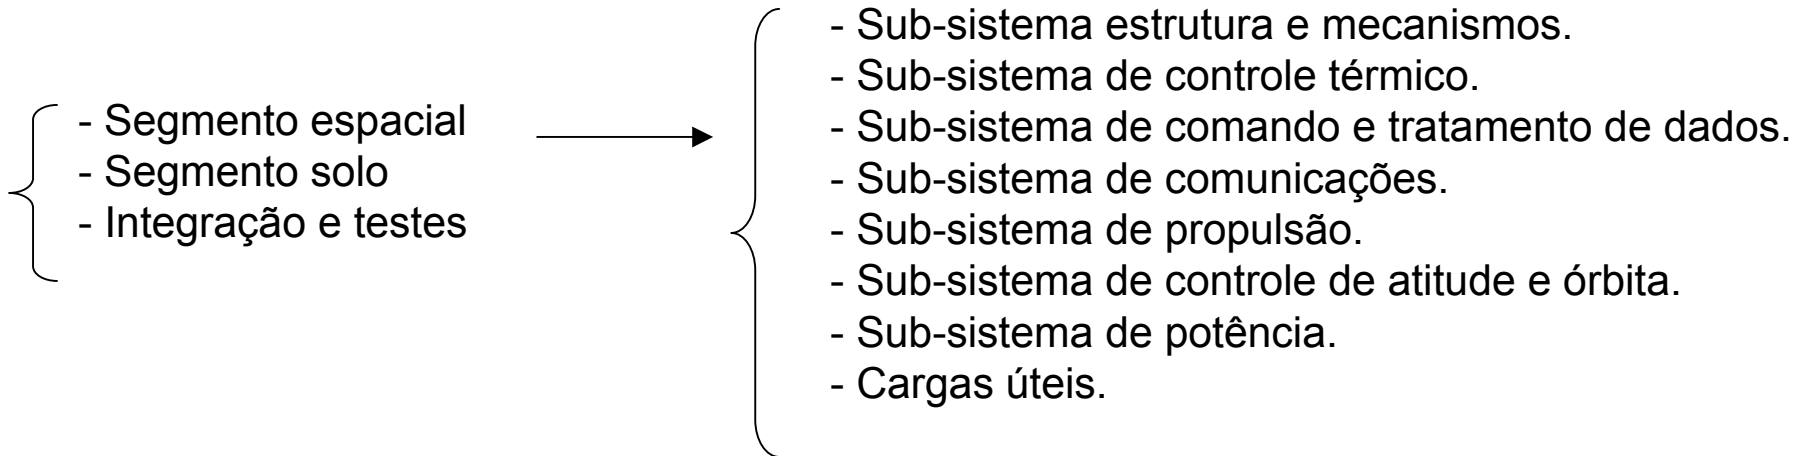 - Segmento espacial
- Segmento solo
- Integração e testes
- Sub-sistema estrutura e mecanismos.
- Sub-sistema de controle térmico.
- Sub-sistema de comando e tratamento de dados.
- Sub-sistema de comunicações.
- Sub-sistema de propulsão.
- Sub-sistema de controle de atitude e órbita.
- Sub-sistema de potência.
- Cargas úteis.